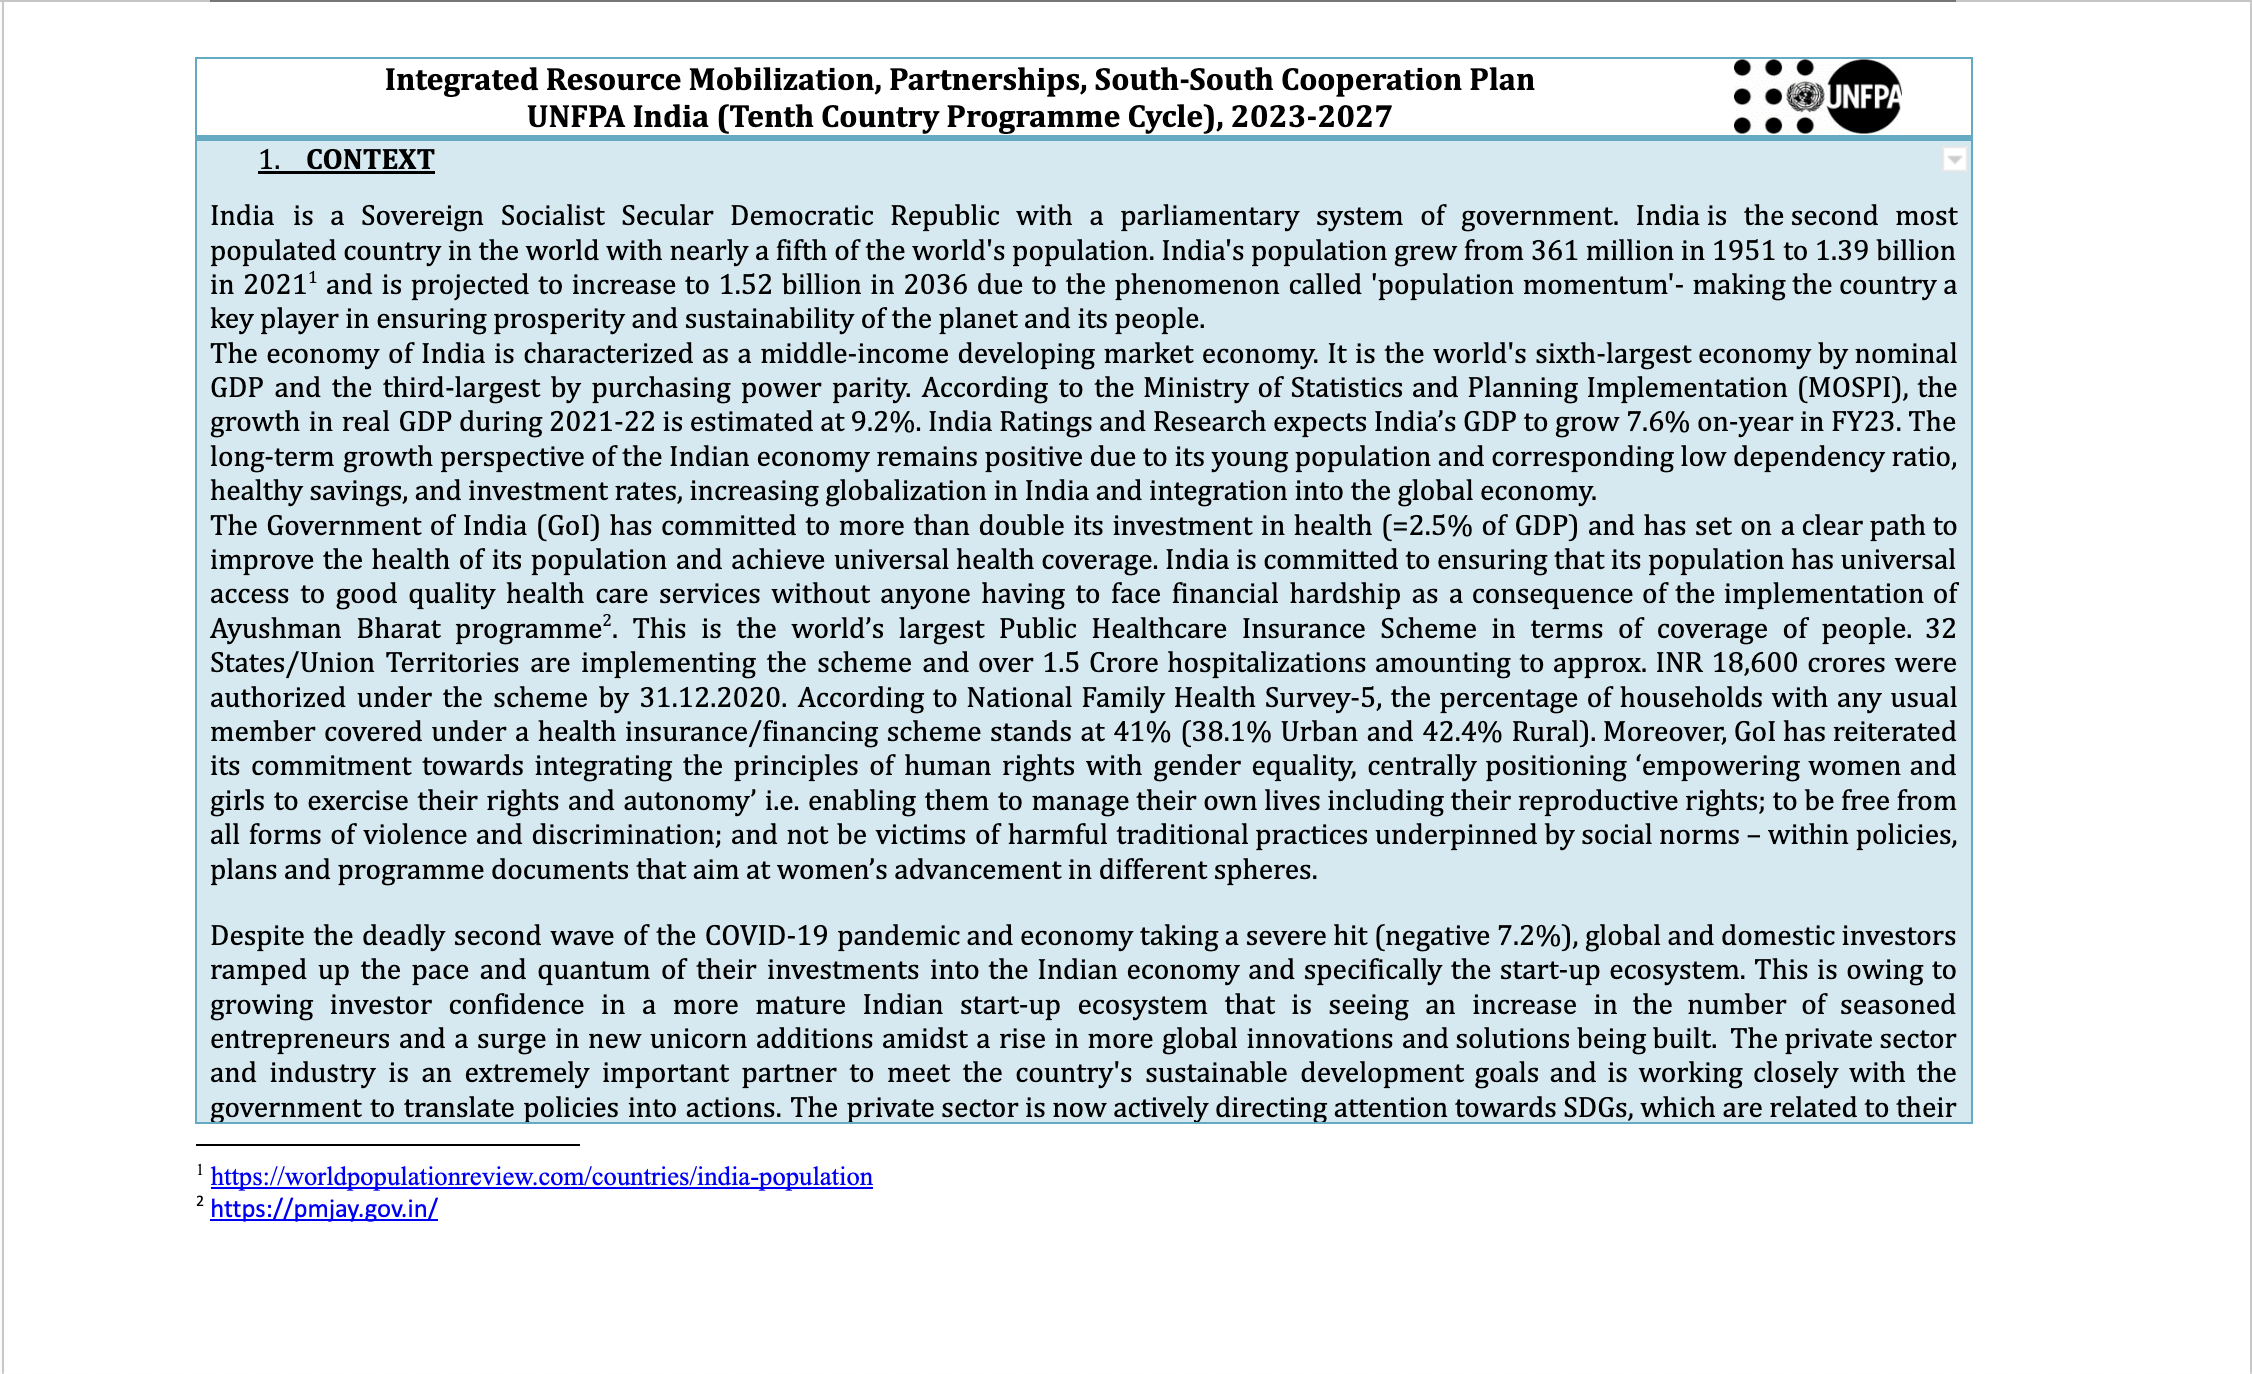 Integrated Resource Mobilization, Partnerships, South-South Cooperation Plan
UNFPA India (Tenth Country Programme Cycle), 2023-2027
UNFPA
1. CONTEXT
India is a Sovereign Socialist Secular Democratic Republic with a parliamentary system of government. India is the second most
populated country in the world with nearly a fifth of the world's population. India's population grew from 361 million in 1951 to 1.39 billion
in 2021¹ and is projected to increase to 1.52 billion in 2036 due to the phenomenon called 'population momentum'- making the country a
key player in ensuring prosperity and sustainability of the planet and its people.
The economy of India is characterized as a middle-income developing market economy. It is the world's sixth-largest economy by nominal
GDP and the third-largest by purchasing power parity. According to the Ministry of Statistics and Planning Implementation (MOSPI), the
growth in real GDP during 2021-22 is estimated at 9.2%. India Ratings and Research expects India’s GDP to grow 7.6% on-year in FY23. The
long-term growth perspective of the Indian economy remains positive due to its young population and corresponding low dependency ratio,
healthy savings, and investment rates, increasing globalization in India and integration into the global economy.
The Government of India (GoI) has committed to more than double its investment in health (=2.5% of GDP) and has set on a clear path to
improve the health of its population and achieve universal health coverage. India is committed to ensuring that its population has universal
access to good quality health care services without anyone having to face financial hardship as a consequence of the implementation of
Ayushman Bharat programme². This is the world’s largest Public Healthcare Insurance Scheme in terms of coverage of people. 32
States/Union Territories are implementing the scheme and over 1.5 Crore hospitalizations amounting to approx. INR 18,600 crores were
authorized under the scheme by 31.12.2020. According to National Family Health Survey-5, the percentage of households with any usual
member covered under a health insurance/financing scheme stands at 41% (38.1% Urban and 42.4% Rural). Moreover, GoI has reiterated
its commitment towards integrating the principles of human rights with gender equality, centrally positioning ‘empowering women and
girls to exercise their rights and autonomy’ i.e. enabling them to manage their own lives including their reproductive rights; to be free from
all forms of violence and discrimination; and not be victims of harmful traditional practices underpinned by social norms – within policies,
plans and programme documents that aim at women’s advancement in different spheres.
Despite the deadly second wave of the COVID-19 pandemic and economy taking a severe hit (negative 7.2%), global and domestic investors
ramped up the pace and quantum of their investments into the Indian economy and specifically the start-up ecosystem. This is owing to
growing investor confidence in a more mature Indian start-up ecosystem that is seeing an increase in the number of seasoned
entrepreneurs and a surge in new unicorn additions amidst a rise in more global innovations and solutions being built. The private sector
and industry is an extremely important partner to meet the country's sustainable development goals and is working closely with the
government to translate policies into actions. The private sector is now actively directing attention towards SDGs, which are related to their
¹ https://worldpopulationreview.com/countries/india-population
² https://pmjay.gov.in/